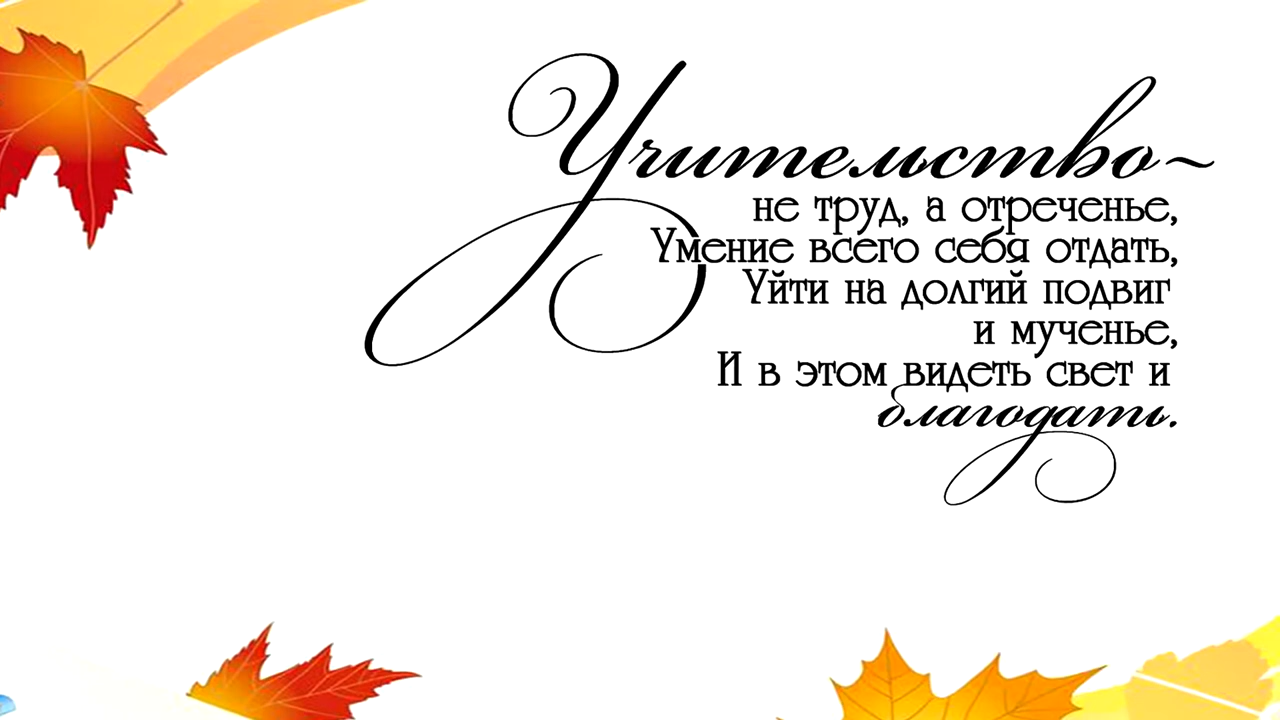 Учительство~
не труд, а отреченье,
Умение всего себя отдать,
Уйти на долгий подвиг
и мученье,
И в этом видеть свет и
благодать.